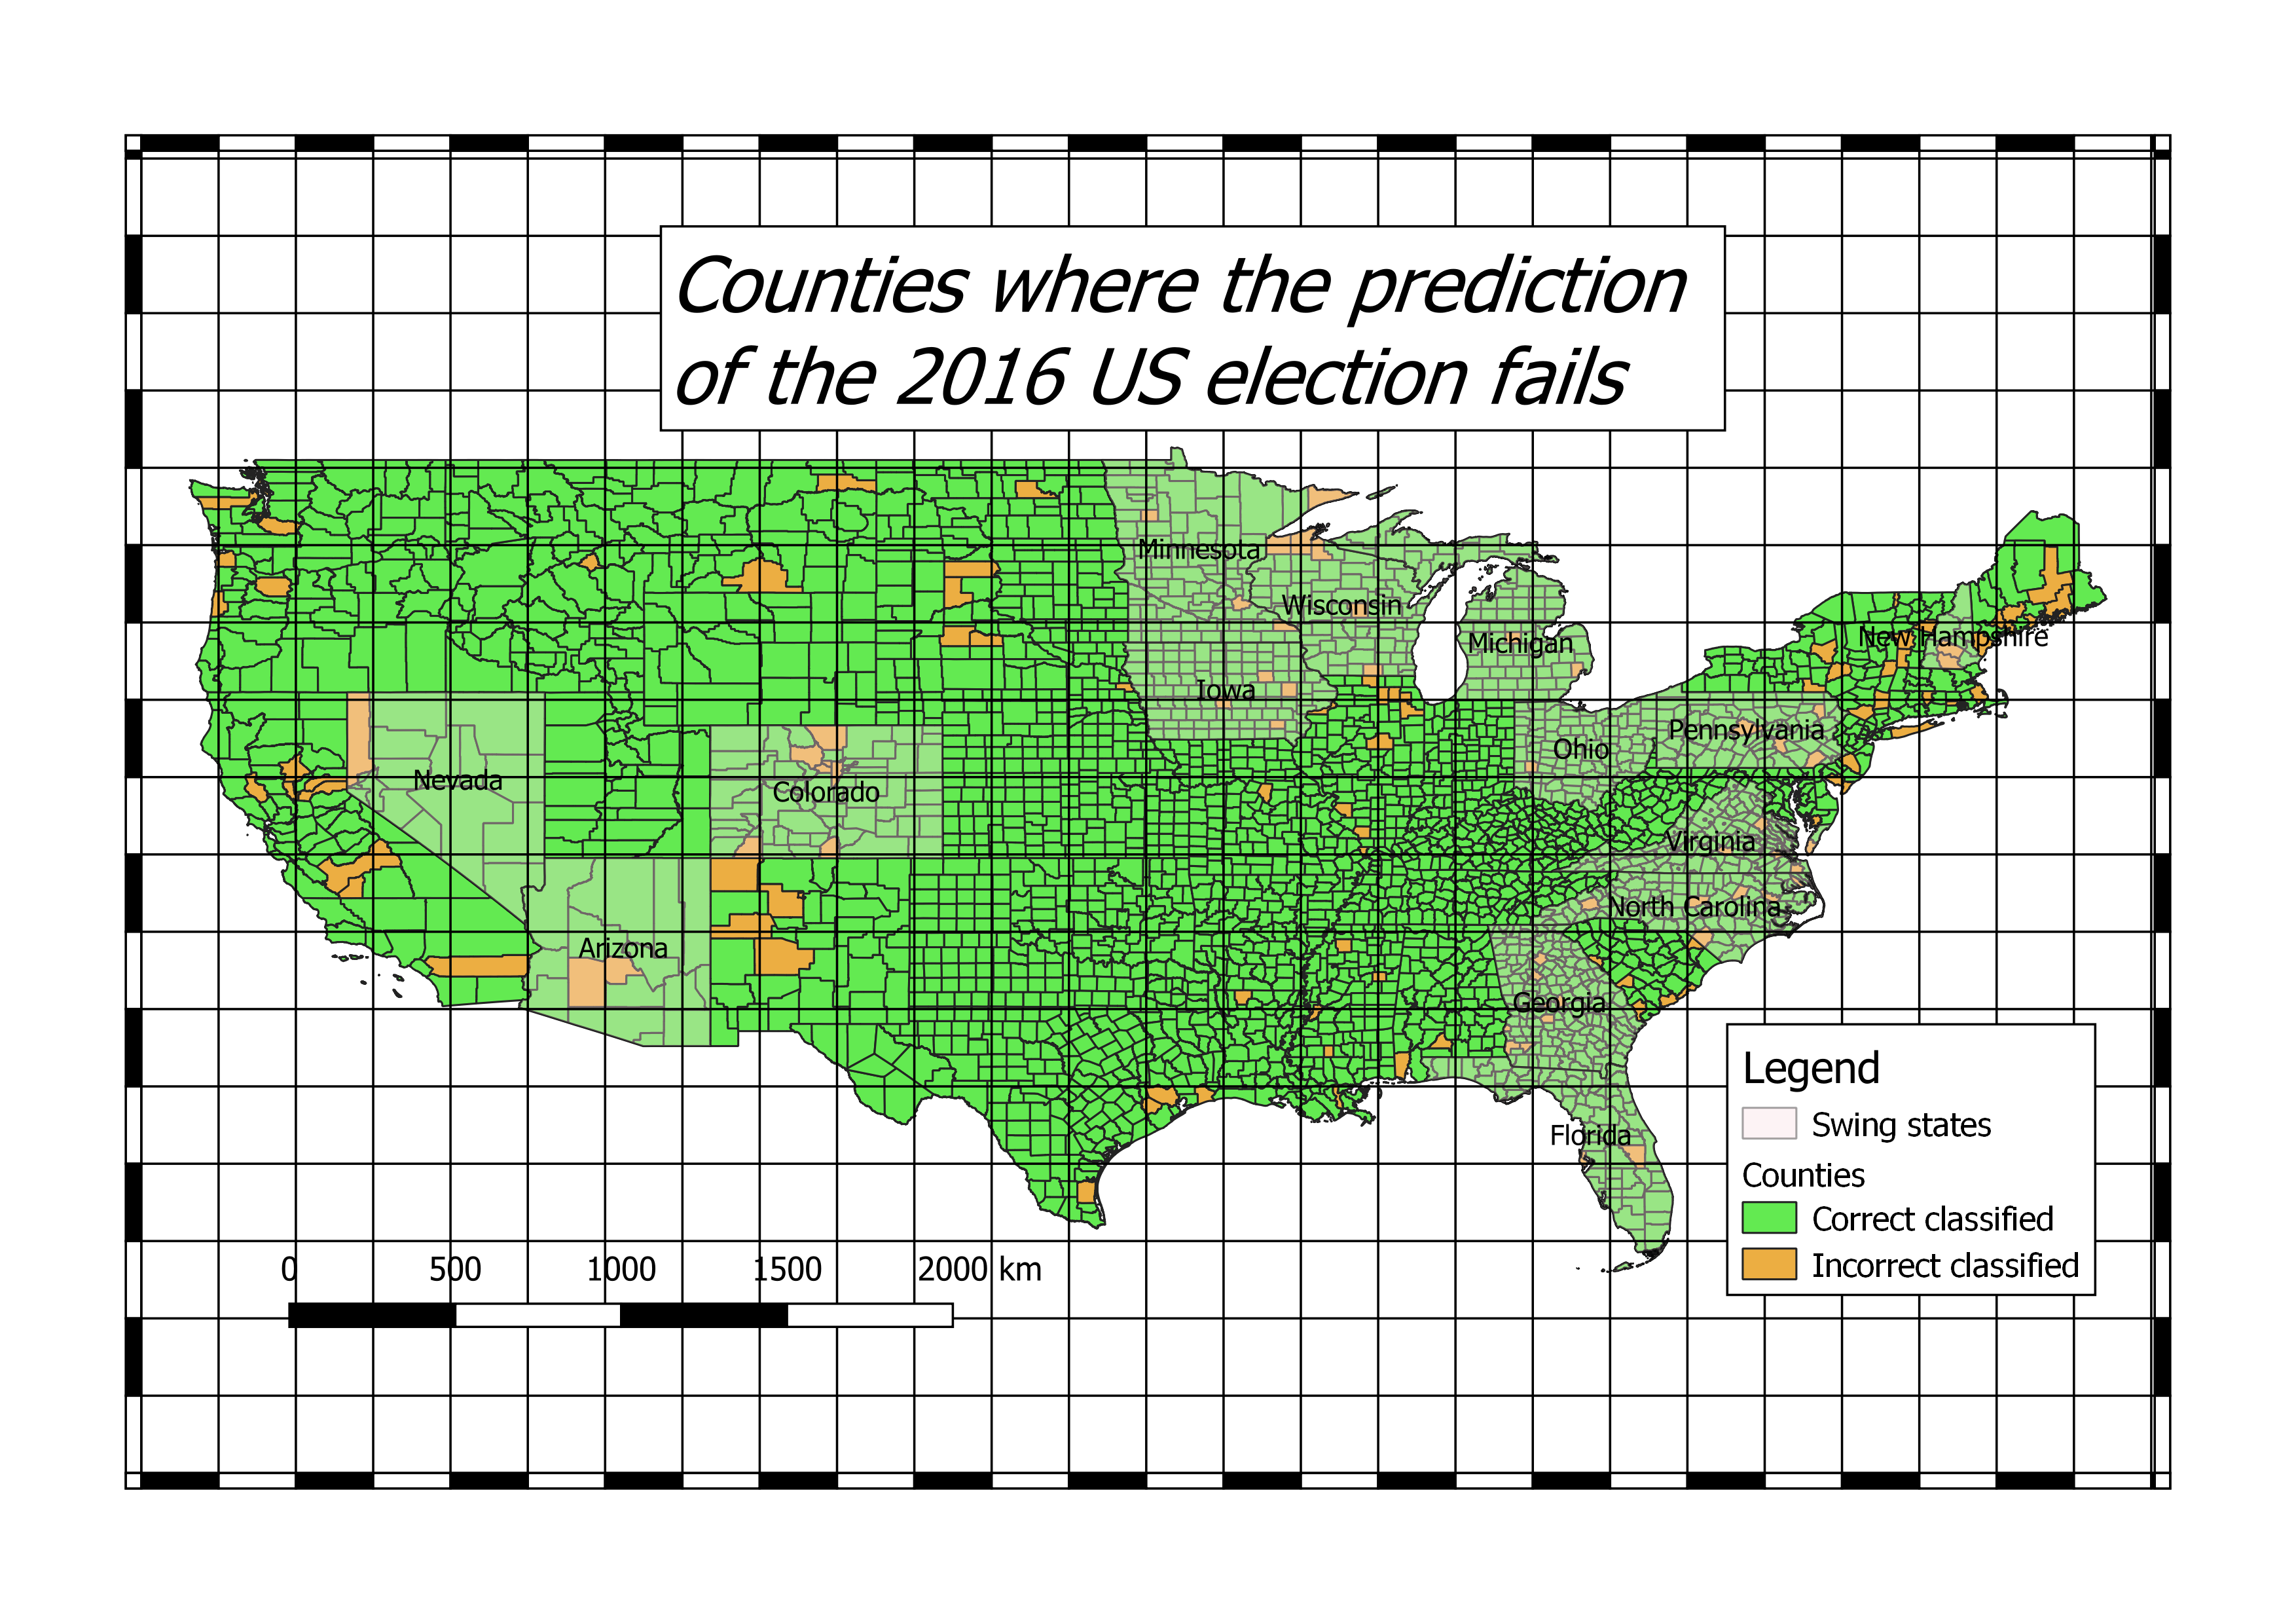 Counties where the prediction
of the 2016 US election fails
Minnesota
Wisconsin
New Hampshire
Michigan
Iowa
Pennsylvania
Ohio
Nevada
Colorado
Virginia
North Carolina
Arizona
Georgia
Florida
Legend
Swing states
Counties
Correct classified
Incorrect classified
0 500 1000 1500 2000 km